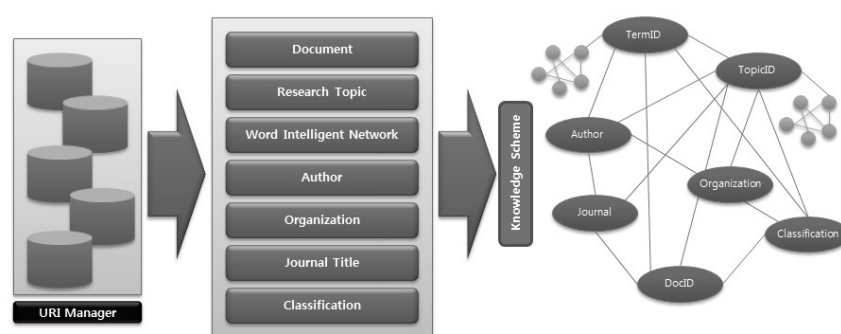 URI Manager
Document
Research Topic
Word Intelligent Network
Author
Organization
Journal Title
Classification
Knowledge Scheme
TermID
TopicID
Author
Organization
Journal
Classification
DocID